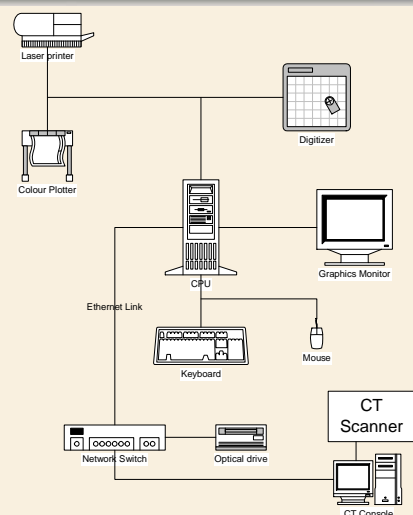 Laser printer
Digitizer
Colour Plotter
CPU
Graphics Monitor
Ethernet Link
Mouse
Keyboard
CT
Scanner
Network Switch
Optical drive
CT Console